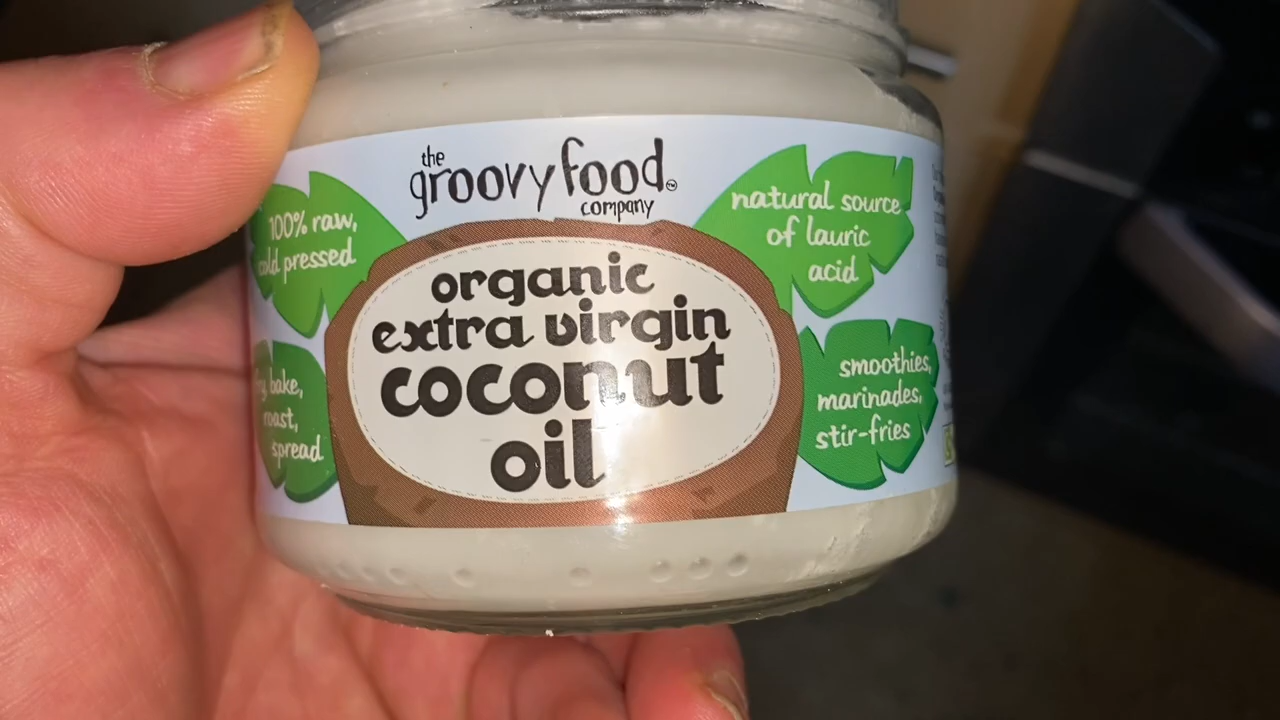 the
groovy food
company
100% raw,
cold pressed
natural source
of lauric
acid
organic
extra virgin
coconut
oil
bake,
roast,
spread
smoothies,
marinades,
stir-fries